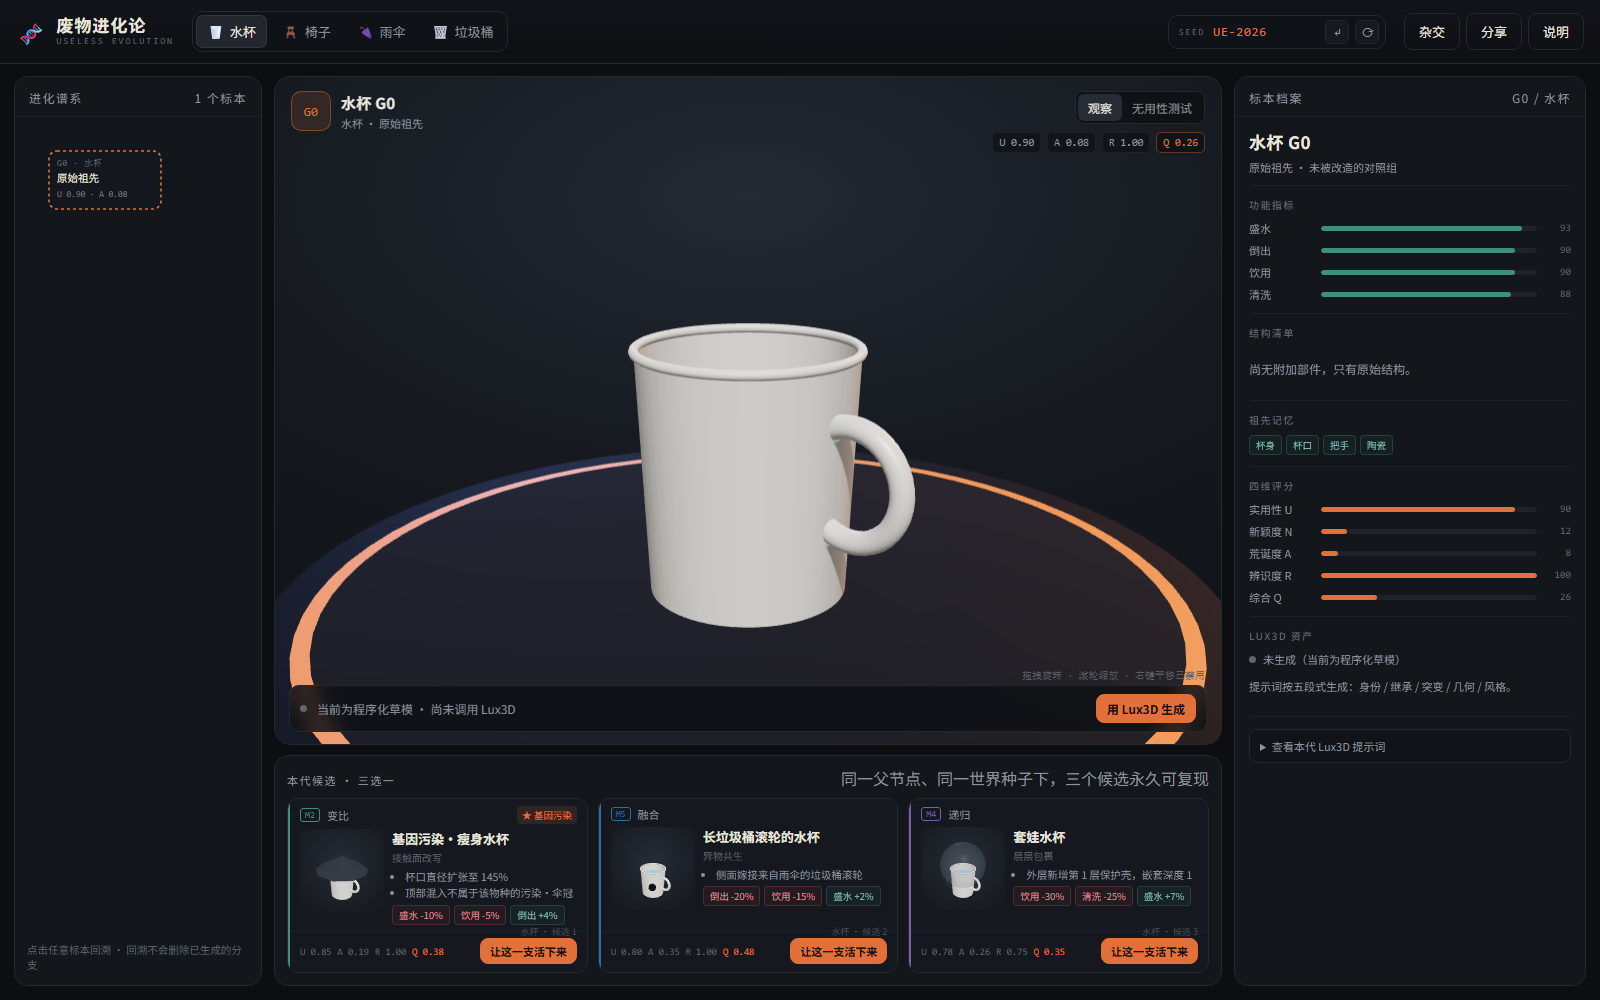 废物进化论
USELESS EVOLUTION
水杯
椅子
雨伞
垃圾桶
SEED UE-2026
杂交
分享
说明
进化谱系
1 个标本
G0 · 水杯
原始祖先
U 0.90 · A 0.08
点击任意标本回溯 · 回溯不会删除已生成的分
支
G0
水杯 G0
水杯 · 原始祖先
观察
无用性测试
U 0.90
A 0.08
R 1.00
Q 0.26
拖拽旋转 · 滚轮缩放 · 右键平移已禁用
当前为程序化草模 · 尚未调用 Lux3D
用 Lux3D 生成
本代候选 · 三选一
同一父节点、同一世界种子下，三个候选永久可复现
M2 变比
★ 基因污染
基因污染·瘦身水杯
接触面改写
杯口直径扩张至 145%
顶部混入不属于该物种的污染·伞冠
盛水 -10%
饮用 -5%
倒出 +4%
水杯 · 候选 1
U 0.85 A 0.19 R 1.00 Q 0.38
让这一支活下来
M5 融合
长垃圾桶滚轮的水杯
异物共生
侧面嫁接来自雨伞的垃圾桶滚轮
倒出 -20%
饮用 -15%
盛水 +2%
水杯 · 候选 2
U 0.80 A 0.35 R 1.00 Q 0.48
让这一支活下来
M4 递归
套娃水杯
层层包裹
外层新增第 1 层保护壳，嵌套深度 1
饮用 -30%
清洗 -25%
盛水 +7%
水杯 · 候选 3
U 0.78 A 0.26 R 0.75 Q 0.35
让这一支活下来
标本档案
G0 / 水杯
水杯 G0
原始祖先 · 未被改造的对照组
功能指标
盛水 93
倒出 90
饮用 90
清洗 88
结构清单
尚无附加部件，只有原始结构。
祖先记忆
杯身
杯口
把手
陶瓷
四维评分
实用性 U 90
新颖度 N 12
荒诞度 A 8
辨识度 R 100
综合 Q 26
LUX3D 资产
未生成（当前为程序化草模）
提示词按五段式生成：身份 / 继承 / 突变 / 几何 / 风格。
▶ 查看本代 Lux3D 提示词